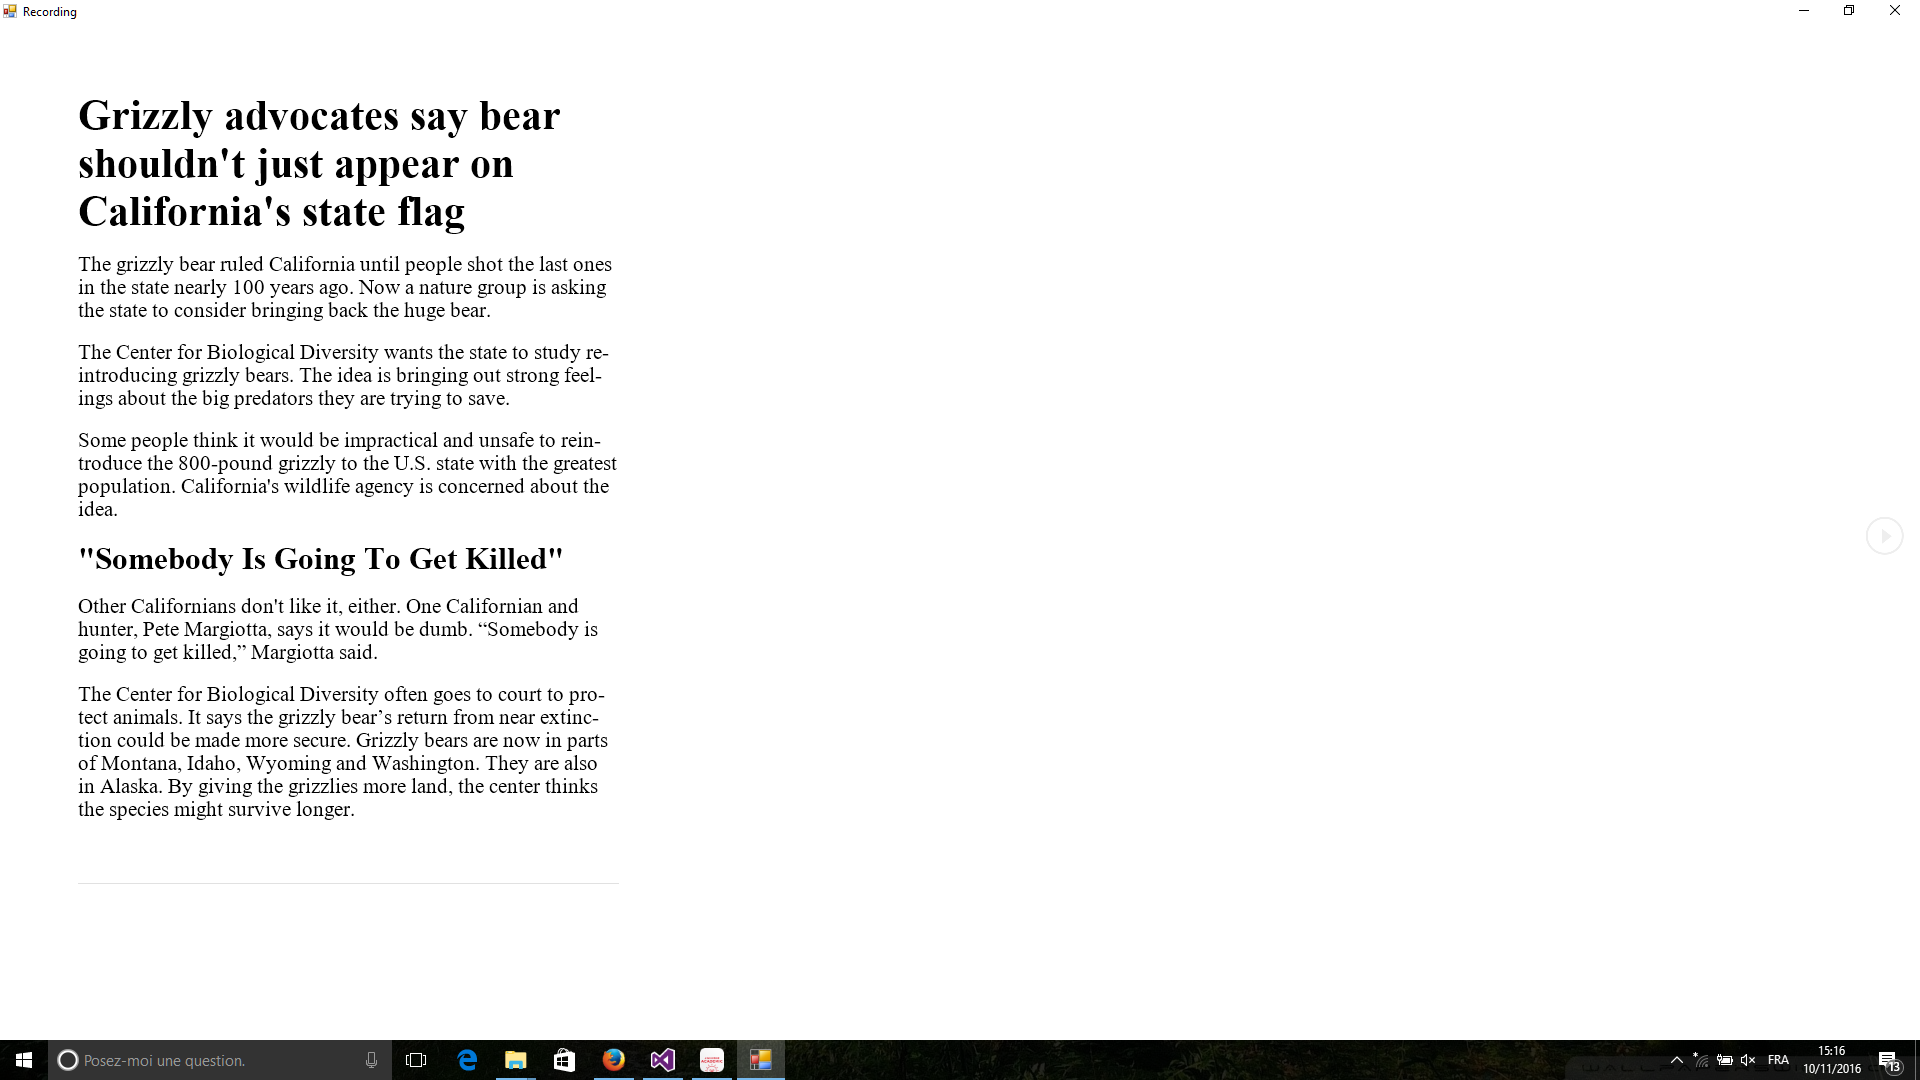 Recording
Grizzly advocates say bear
shouldn't just appear on
California's state flag
The grizzly bear ruled California until people shot the last ones
in the state nearly 100 years ago. Now a nature group is asking
the state to consider bringing back the huge bear.
The Center for Biological Diversity wants the state to study re-
introducing grizzly bears. The idea is bringing out strong feel-
ings about the big predators they are trying to save.
Some people think it would be impractical and unsafe to rein-
troduce the 800-pound grizzly to the U.S. state with the greatest
population. California's wildlife agency is concerned about the
idea.
"Somebody Is Going To Get Killed"
Other Californians don't like it, either. One Californian and
hunter, Pete Margiotta, says it would be dumb. “Somebody is
going to get killed,” Margiotta said.
The Center for Biological Diversity often goes to court to pro-
tect animals. It says the grizzly bear’s return from near extinc-
tion could be made more secure. Grizzly bears are now in parts
of Montana, Idaho, Wyoming and Washington. They are also
in Alaska. By giving the grizzlies more land, the center thinks
the species might survive longer.
Posez-moi une question.
FRA
15:16
10/11/2016
13